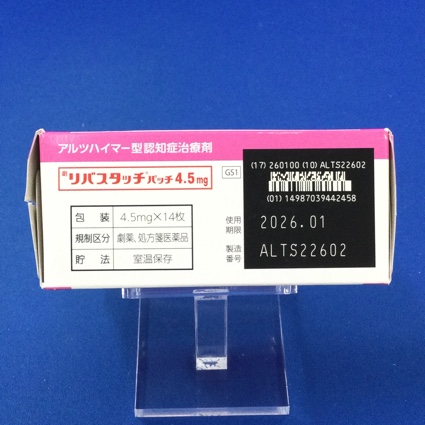 アルツハイマー型認知症治療剤
劇 リバスタッチ®パッチ4.5mg
GS1
(17) 260100 (10) ALTS22602
(01) 14987039442458
包装 4.5mg×14枚
規制区分 劇薬、処方箋医薬品
貯法 室温保存
使用期限 2026.01
製造番号 ALTS22602